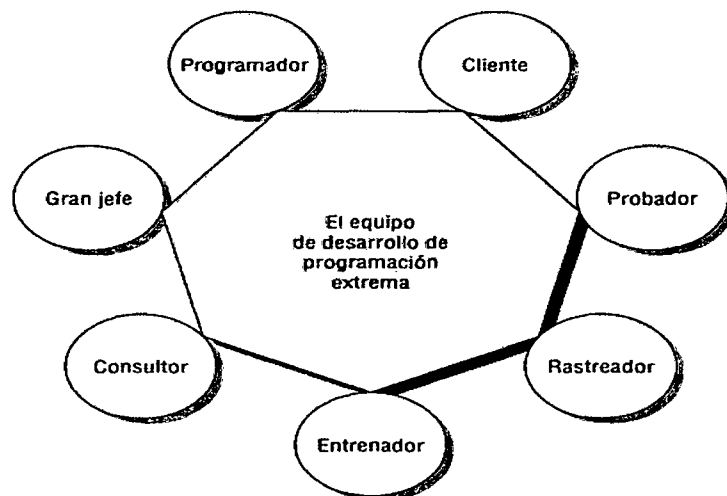 Programador
Cliente
Gran jefe
Probador
El equipo
de desarrollo de
programación
extrema
Consultor
Rastreador
Entrenador